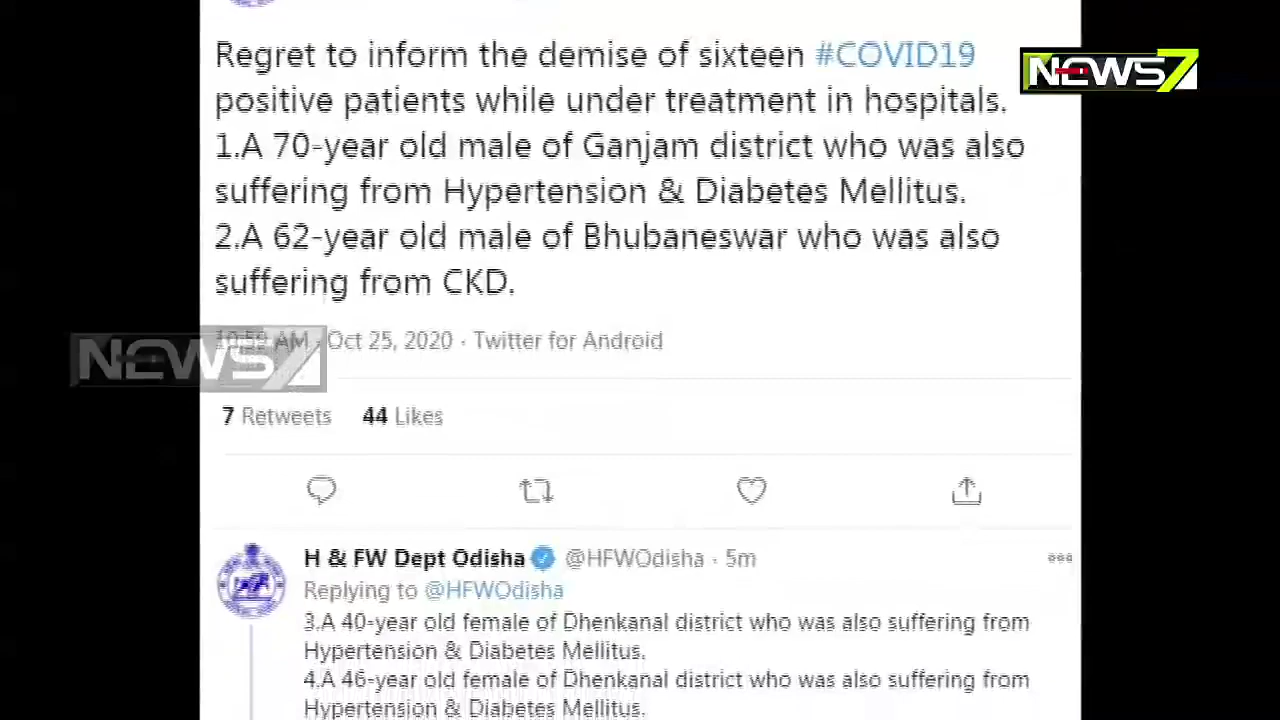 Regret to inform the demise of sixteen #COVID19
NEWS7
positive patients while under treatment in hospitals.
1.A 70-year old male of Ganjam district who was also
suffering from Hypertension & Diabetes Mellitus.
2.A 62-year old male of Bhubaneswar who was also
suffering from CKD.
10:59 AM · Oct 25, 2020 · Twitter for Android
NEWS7
7 Retweets 44 Likes
H & FW Dept Odisha @HFWOdisha · 5m
Replying to @HFWOdisha
3.A 40-year old female of Dhenkanal district who was also suffering from
Hypertension & Diabetes Mellitus.
4.A 46-year old female of Dhenkanal district who was also suffering from
Hypertension & Diabetes Mellitus.